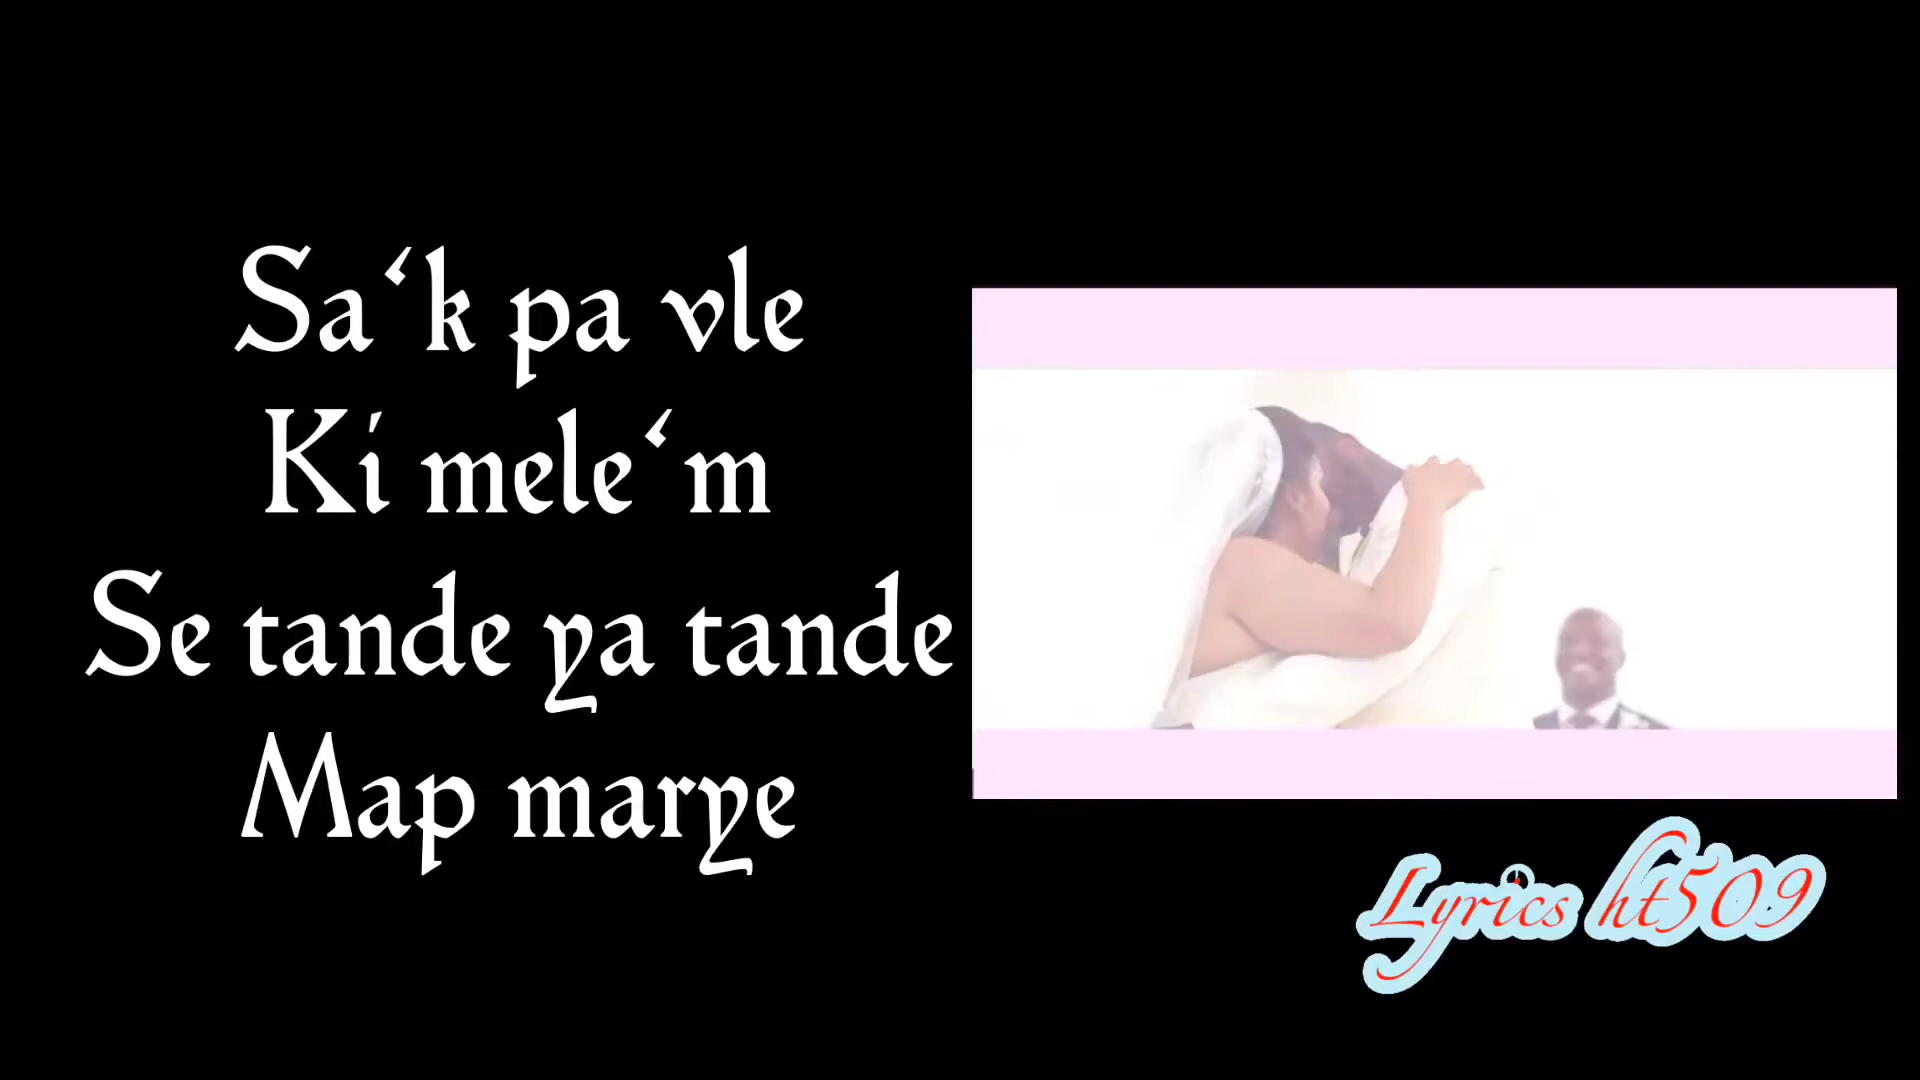 Sa‘k pa vle
Ki mele‘m
Se tande ya tande
Map marye
Lyrics ht509